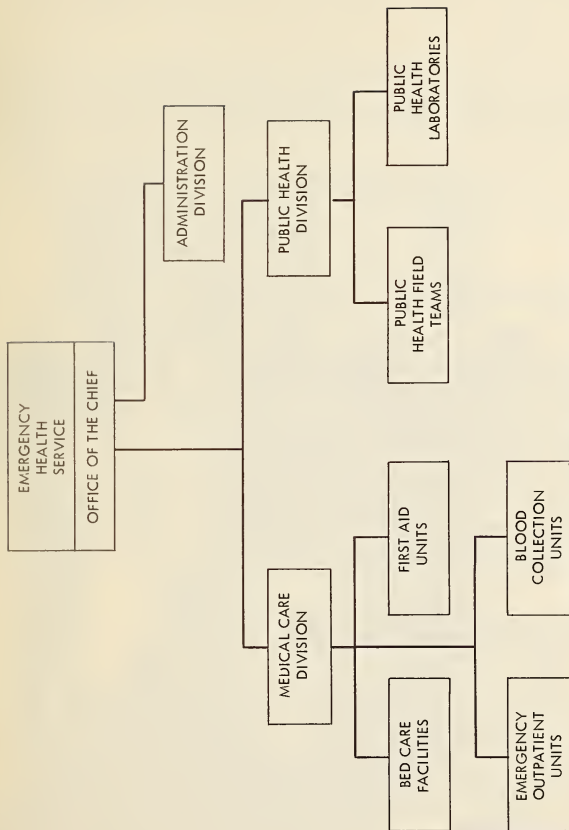 EMERGENCY
HEALTH
SERVICE
OFFICE OF THE CHIEF
ADMINISTRATION
DIVISION
MEDICAL CARE
DIVISION
PUBLIC HEALTH
DIVISION
BED CARE
FACILITIES
FIRST AID
UNITS
PUBLIC
HEALTH FIELD
TEAMS
PUBLIC
HEALTH
LABORATORIES
EMERGENCY
OUTPATIENT
UNITS
BLOOD
COLLECTION
UNITS